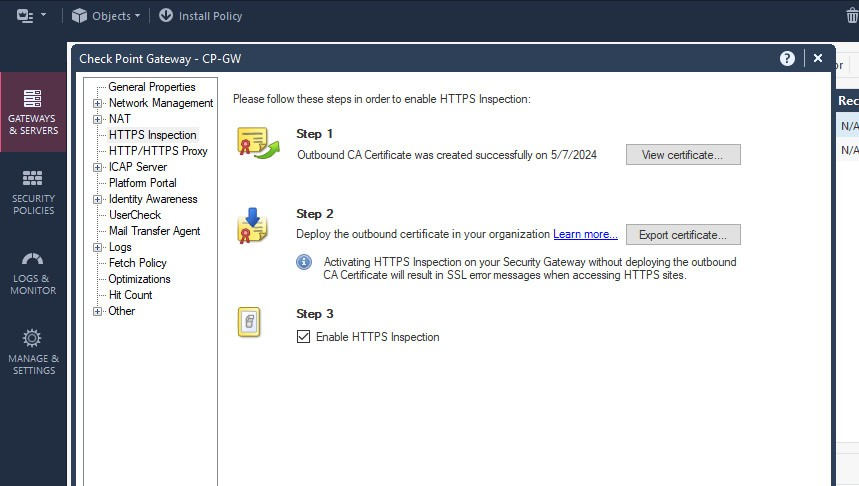 Objects
Install Policy
Check Point Gateway - CP-GW
?
or
Rec
N/A
N/A
GATEWAYS
& SERVERS
SECURITY
POLICIES
LOGS &
MONITOR
MANAGE &
SETTINGS
General Properties
Network Management
NAT
HTTPS Inspection
HTTP/HTTPS Proxy
ICAP Server
Platform Portal
Identity Awareness
UserCheck
Mail Transfer Agent
Logs
Fetch Policy
Optimizations
Hit Count
Other
Please follow these steps in order to enable HTTPS Inspection:
Step 1
Outbound CA Certificate was created successfully on 5/7/2024
View certificate...
Step 2
Deploy the outbound certificate in your organization Learn more...
Export certificate...
Activating HTTPS Inspection on your Security Gateway without deploying the outbound
CA Certificate will result in SSL error messages when accessing HTTPS sites.
Step 3
Enable HTTPS Inspection